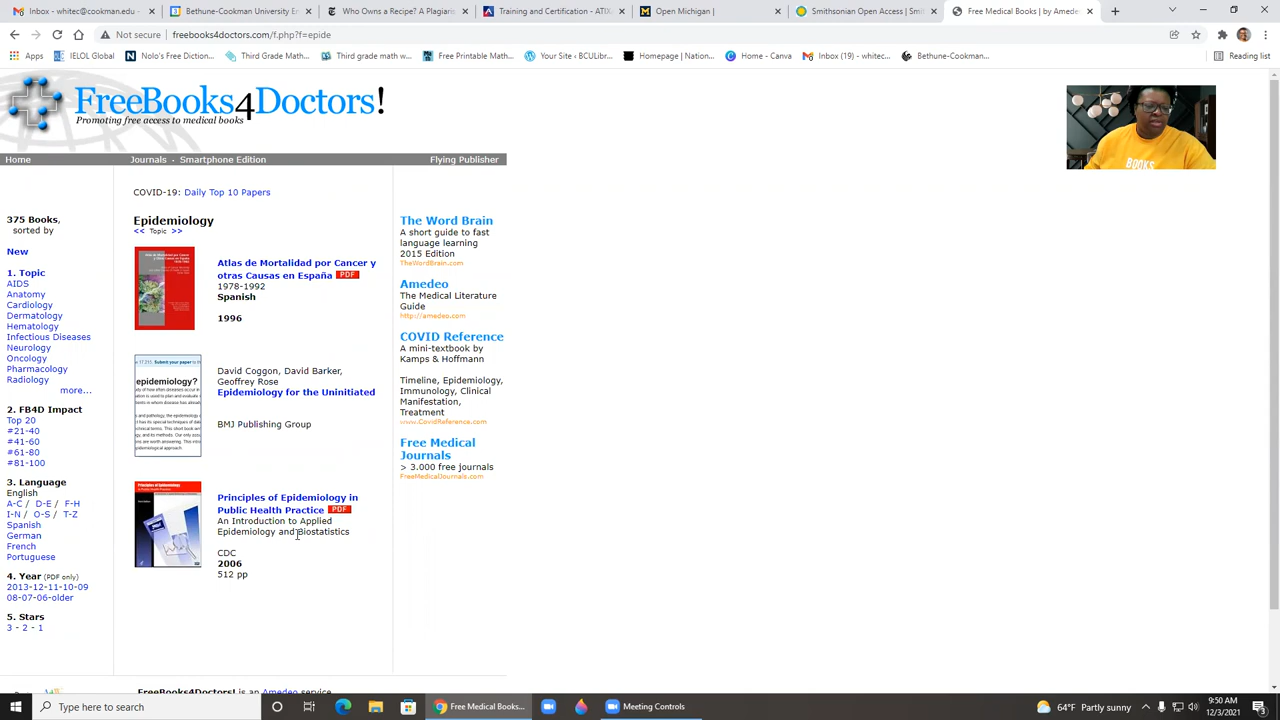 Inbox (19) - whitecm@
Bethune-Cookman University E
Who Owns a Recipe? A Plagiaris
Training and Certification - ATIX
Open Michigan |
Smithsonian Open Access | Smit
Free Medical Books | by Amede
Not secure | freebooks4doctors.com/f.php?f=epide
Apps
IELOL Global
Nolo's Free Diction...
Third Grade Math...
Third grade math w...
Free Printable Math...
Your Site ‹ BCULibr...
Homepage | Nation...
Home - Canva
Inbox (19) - whitec...
Bethune-Cookman...
Reading list
FreeBooks4Doctors!
Promoting free access to medical books
Home
Journals · Smartphone Edition
Flying Publisher
COVID-19: Daily Top 10 Papers
375 Books,
sorted by
New
1. Topic
AIDS
Anatomy
Cardiology
Dermatology
Hematology
Infectious Diseases
Neurology
Oncology
Pharmacology
Radiology
more...
2. FB4D Impact
Top 20
#21-40
#41-60
#61-80
#81-100
3. Language
English
A-C / D-E / F-H
I-N / O-S / T-Z
Spanish
German
French
Portuguese
4. Year (PDF only)
2013-12-11-10-09
08-07-06-older
5. Stars
3 - 2 - 1
Epidemiology
<< Topic >>
Atlas de Mortalidad por Cancer y
otras Causas en España PDF
1978-1992
Spanish
1996
epidemiology?
David Coggon, David Barker,
Geoffrey Rose
Epidemiology for the Uninitiated
BMJ Publishing Group
Principles of Epidemiology in
Public Health Practice PDF
An Introduction to Applied
Epidemiology and Biostatistics
CDC
2006
512 pp
The Word Brain
A short guide to fast
language learning
2015 Edition
TheWordBrain.com
Amedeo
The Medical Literature
Guide
Http://amedeo.com
COVID Reference
A mini-textbook by
Kamps & Hoffmann
Timeline, Epidemiology,
Immunology, Clinical
Manifestation,
Treatment
www.CovidReference.com
Free Medical
Journals
> 3.000 free journals
FreeMedicalJournals.com
BOOKS
FreeBooks4Doctors! is an Amedeo service
Type here to search
Free Medical Books...
Meeting Controls
64°F Partly sunny
9:50 AM
12/3/2021